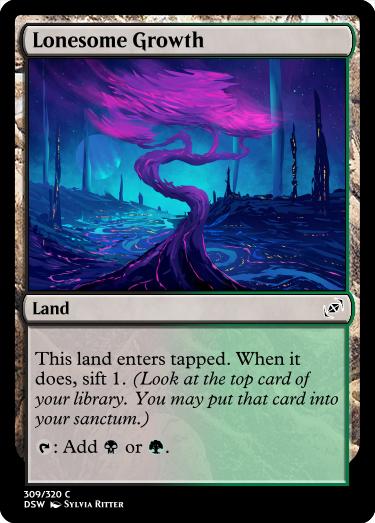 Lonesome Growth
Land
This land enters tapped. When it
does, sift 1. (Look at the top card of
your library. You may put that card into
your sanctum.)
: Add or .
309/320 C
DSW Sylvia Ritter